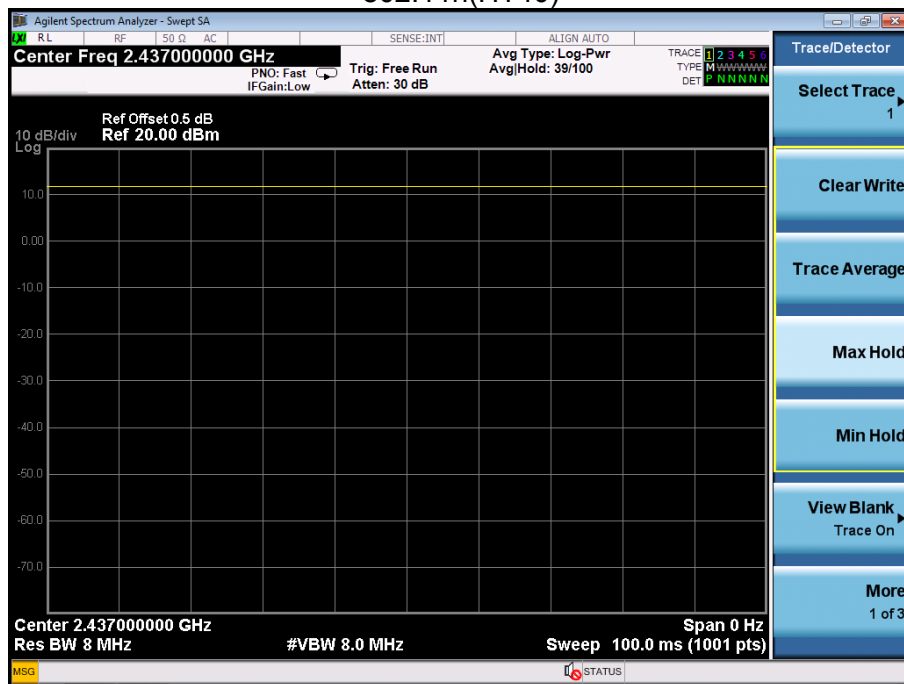 Agilent Spectrum Analyzer - Swept SA
LXI RL RF 50 Ω AC SENSE:INT ALIGN AUTO
Center Freq 2.437000000 GHz
PNO: Fast
IFGain:Low
Trig: Free Run
Atten: 30 dB
Avg Type: Log-Pwr
Avg|Hold: 39/100
TRACE 1 2 3 4 5 6
TYPE M WWWWW
DET P N N N N N
Ref Offset 0.5 dB
Ref 20.00 dBm
10 dB/div
Log
10.0
0.00
-10.0
-20.0
-30.0
-40.0
-50.0
-60.0
-70.0
Center 2.437000000 GHz
Span 0 Hz
Res BW 8 MHz
#VBW 8.0 MHz
Sweep 100.0 ms (1001 pts)
MSG
STATUS
Trace/Detector
Select Trace
1
Clear Write
Trace Average
Max Hold
Min Hold
View Blank
Trace On
More
1 of 3